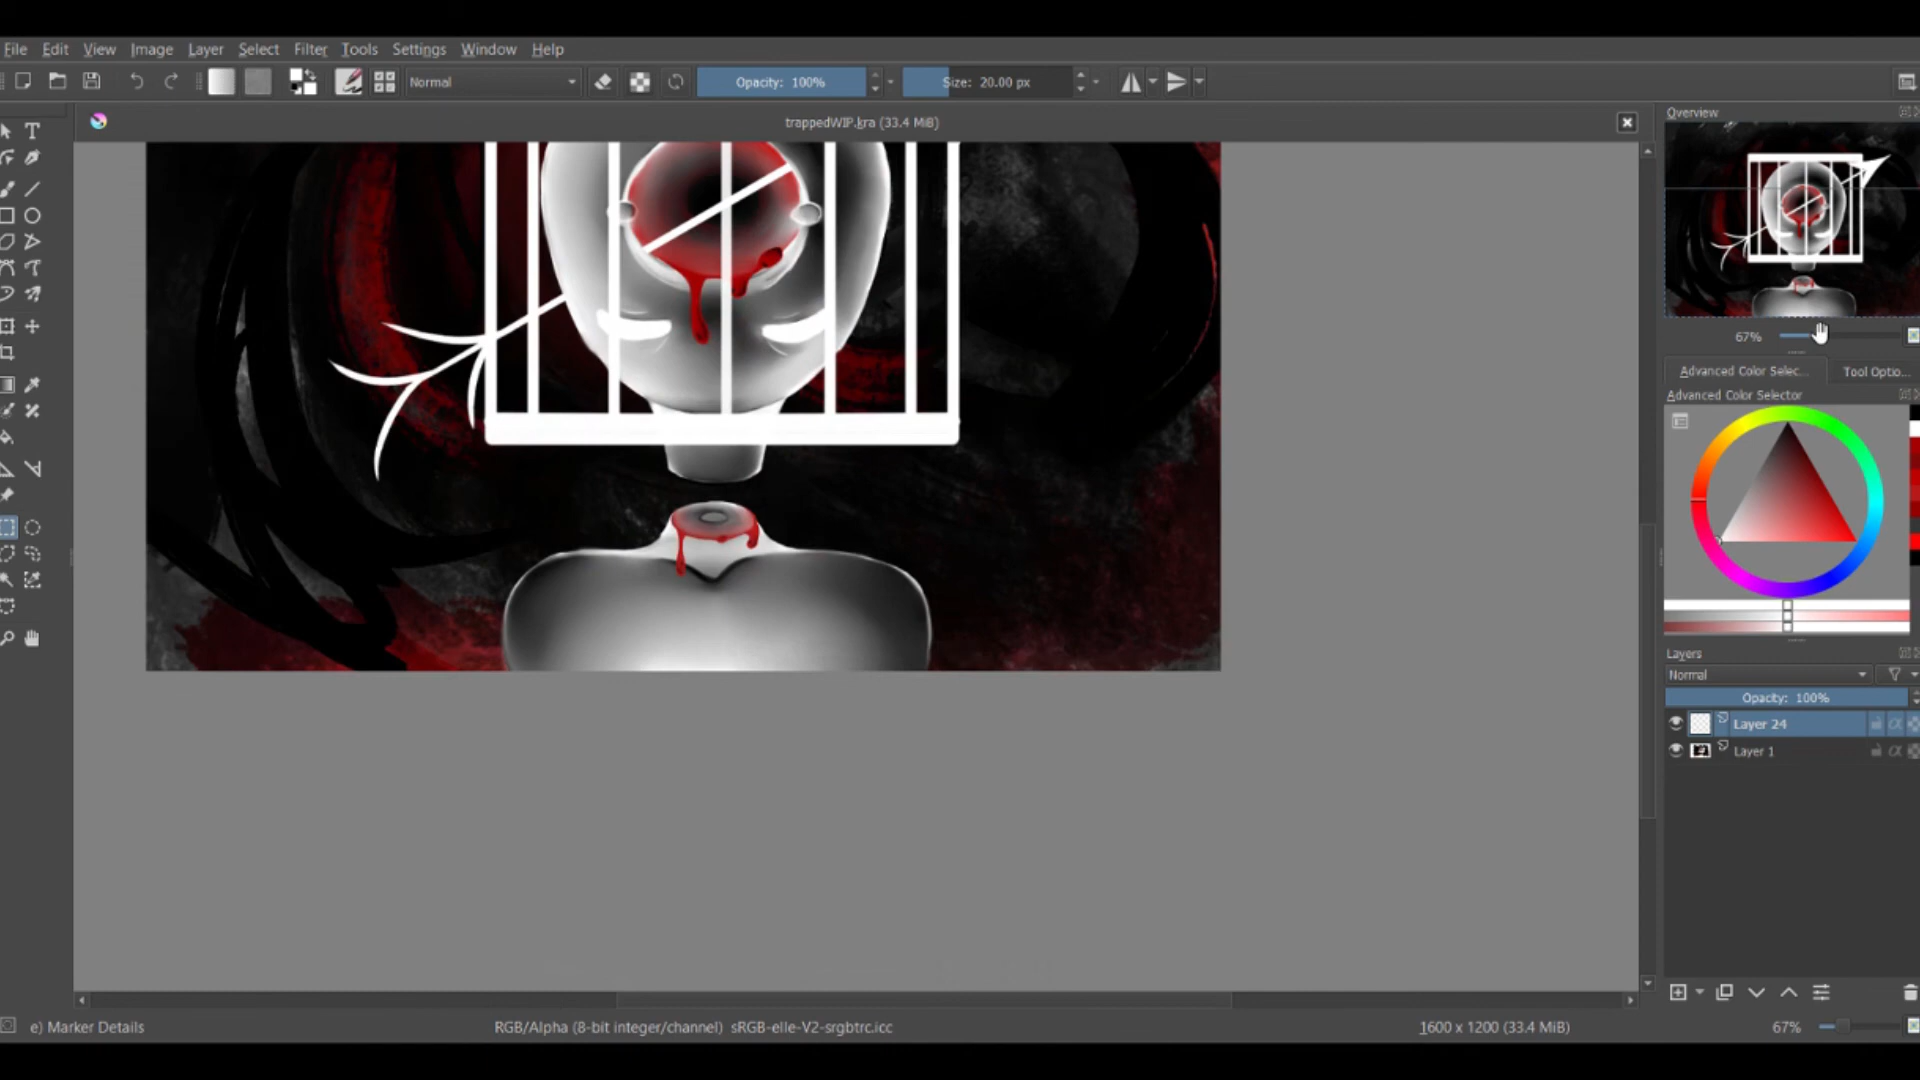 File Edit View Image Layer Select Filter Tools Settings Window Help
Normal Opacity: 100% Size: 20.00 px
trappedWIP.kra (33.4 MiB)
Overview
67%
Advanced Color Selec... Tool Optio...
Advanced Color Selector
Layers
Normal
Opacity: 100%
Layer 24
Layer 1
e) Marker Details RGB/Alpha (8-bit integer/channel) sRGB-elle-V2-srgbtrc.icc 1600 x 1200 (33.4 MiB) 67%